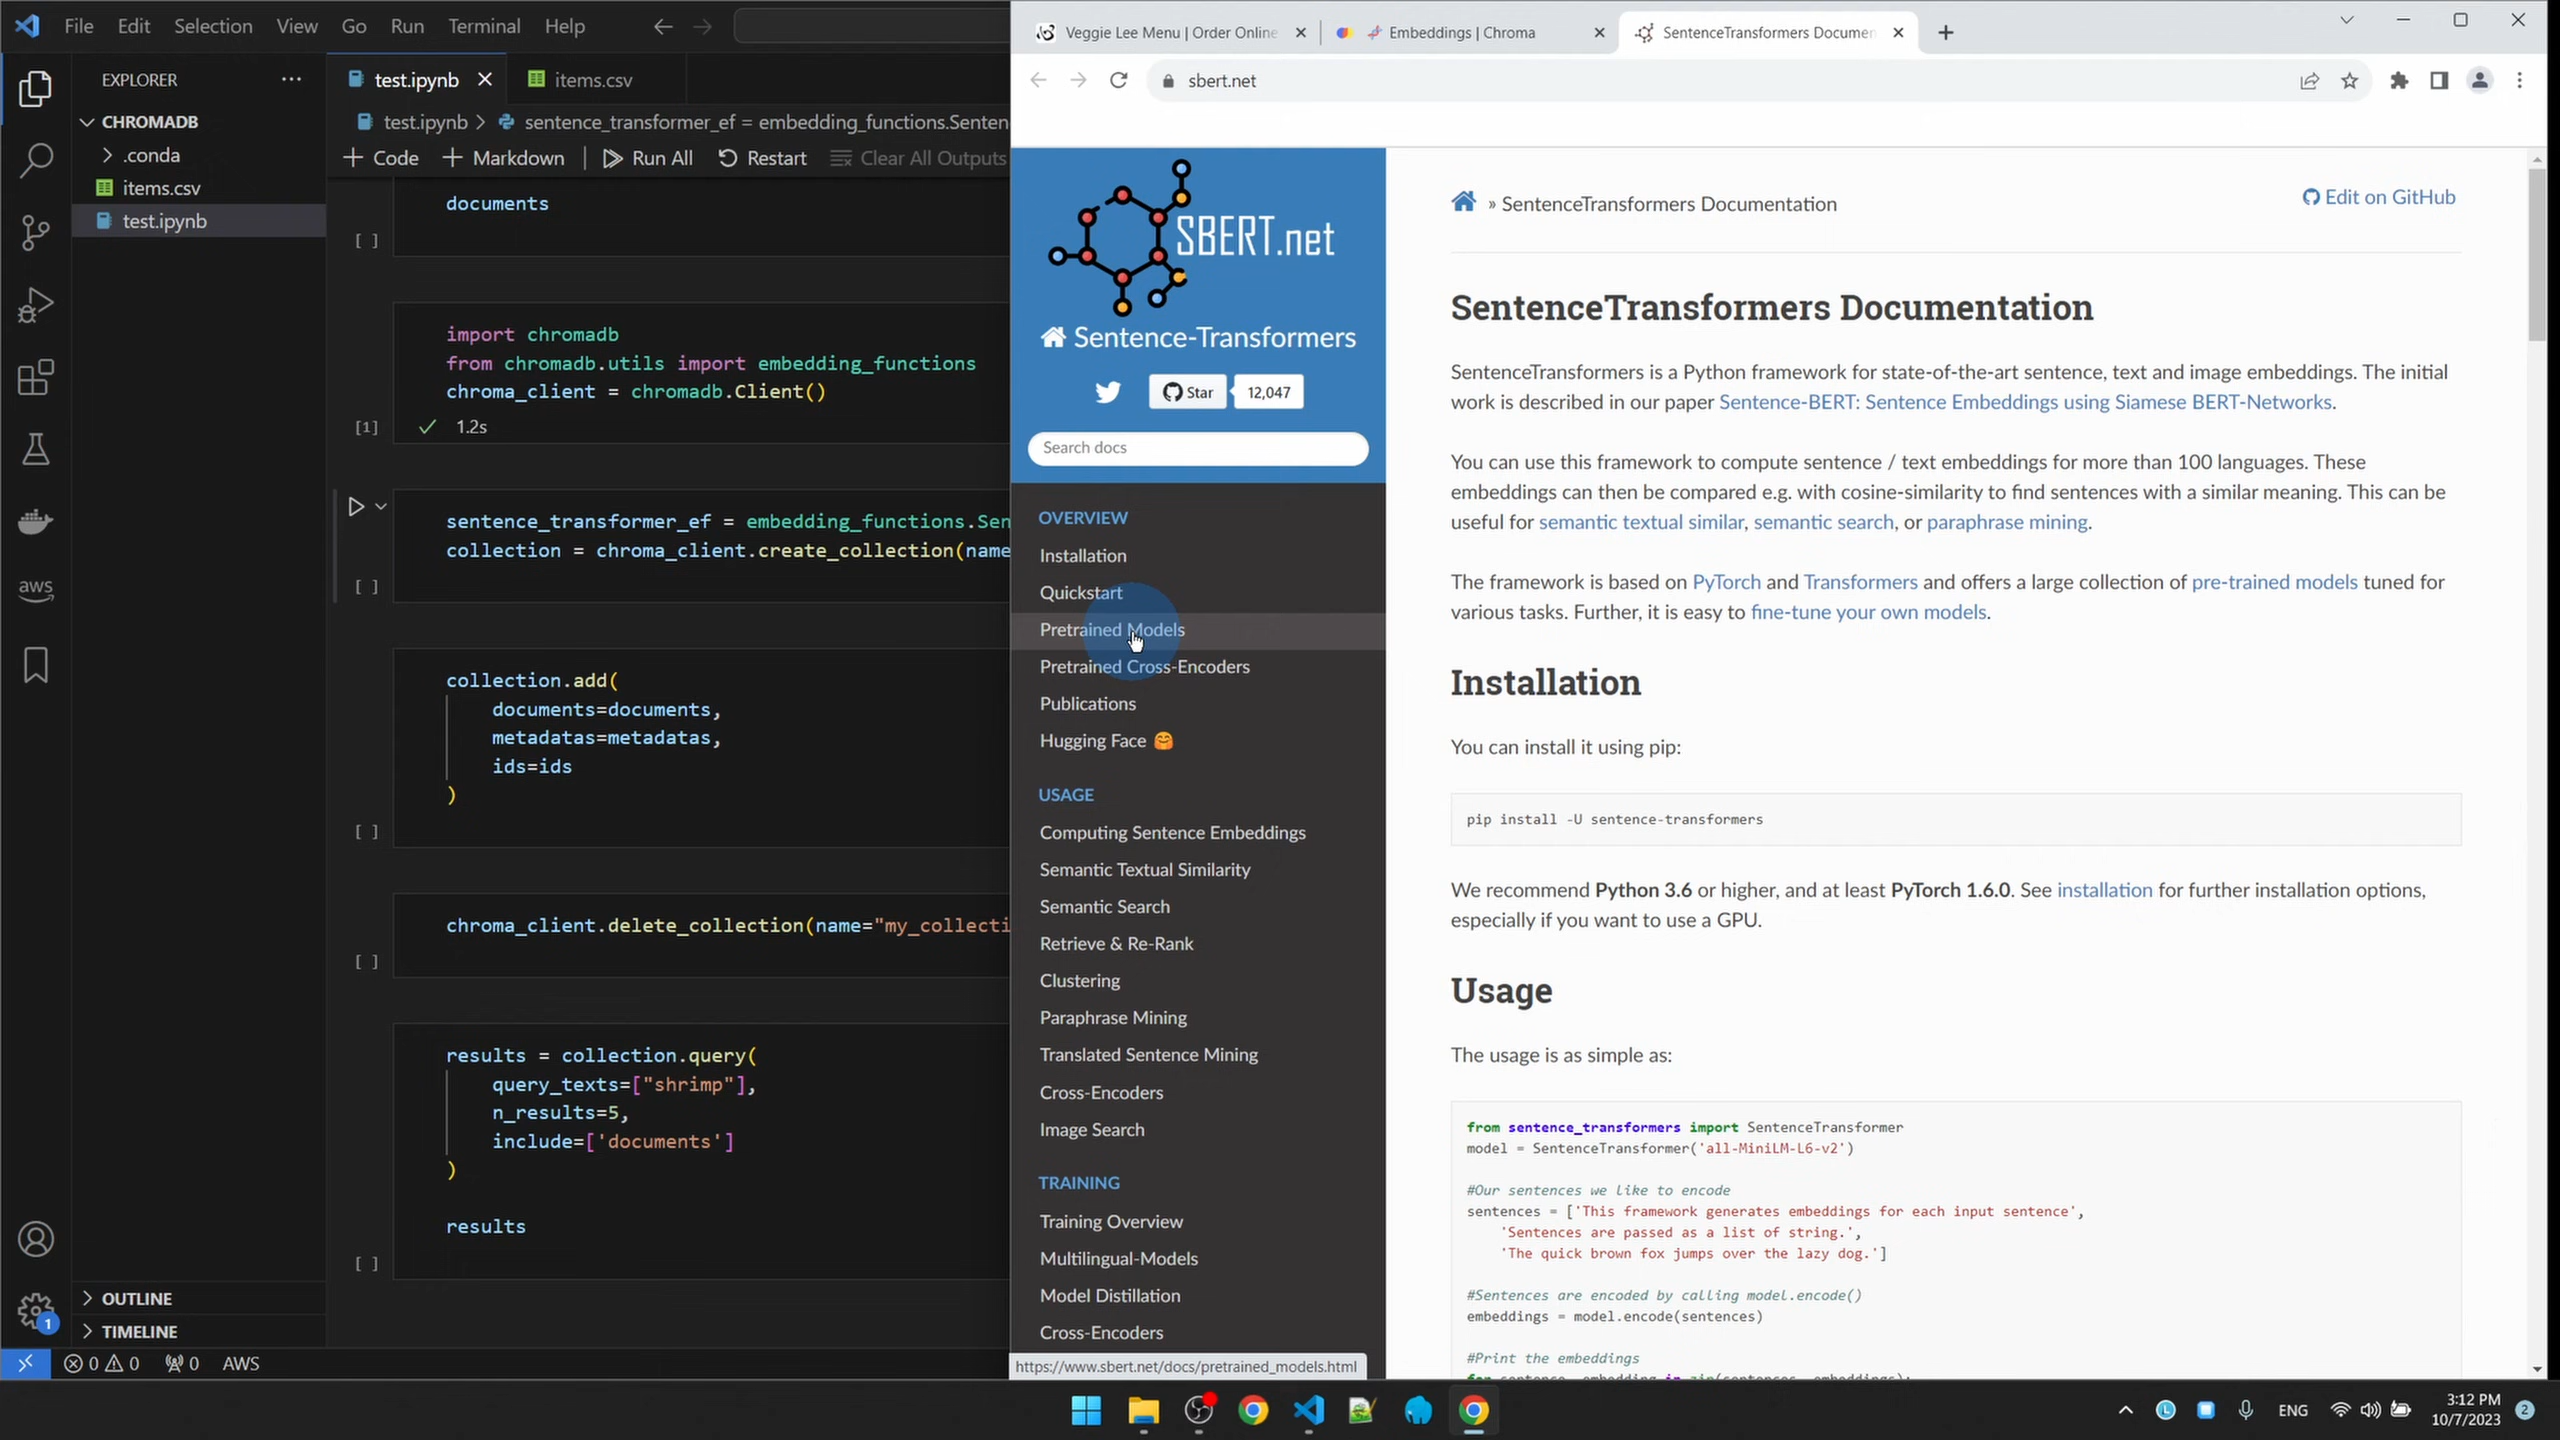 File Edit Selection View Go Run Terminal Help
EXPLORER
CHROMADB
.conda
items.csv
test.ipynb
OUTLINE
TIMELINE
aws
1
0 0 0 AWS
test.ipynb items.csv
test.ipynb > sentence_transformer_ef = embedding_functions.Senten
+ Code + Markdown Run All Restart Clear All Outputs
documents
[ ]
import chromadb
from chromadb.utils import embedding_functions
chroma_client = chromadb.Client()
[1] 1.2s
sentence_transformer_ef = embedding_functions.Sen
collection = chroma_client.create_collection(name
[ ]
collection.add(
documents=documents,
metadatas=metadatas,
ids=ids
)
[ ]
chroma_client.delete_collection(name="my_collecti
[ ]
results = collection.query(
query_texts=["shrimp"],
n_results=5,
include=['documents']
)
results
[ ]
Veggie Lee Menu | Order Online
Embeddings | Chroma
SentenceTransformers Documen
sbert.net
SBERT.net
Sentence-Transformers
Star 12,047
Search docs
OVERVIEW
Installation
Quickstart
Pretrained Models
Pretrained Cross-Encoders
Publications
Hugging Face 🤗
USAGE
Computing Sentence Embeddings
Semantic Textual Similarity
Semantic Search
Retrieve & Re-Rank
Clustering
Paraphrase Mining
Translated Sentence Mining
Cross-Encoders
Image Search
TRAINING
Training Overview
Multilingual-Models
Model Distillation
Cross-Encoders
https://www.sbert.net/docs/pretrained_models.html
» SentenceTransformers Documentation
Edit on GitHub
SentenceTransformers Documentation
SentenceTransformers is a Python framework for state-of-the-art sentence, text and image embeddings. The initial
work is described in our paper Sentence-BERT: Sentence Embeddings using Siamese BERT-Networks.
You can use this framework to compute sentence / text embeddings for more than 100 languages. These
embeddings can then be compared e.g. with cosine-similarity to find sentences with a similar meaning. This can be
useful for semantic textual similar, semantic search, or paraphrase mining.
The framework is based on PyTorch and Transformers and offers a large collection of pre-trained models tuned for
various tasks. Further, it is easy to fine-tune your own models.
Installation
You can install it using pip:
pip install -U sentence-transformers
We recommend Python 3.6 or higher, and at least PyTorch 1.6.0. See installation for further installation options,
especially if you want to use a GPU.
Usage
The usage is as simple as:
from sentence_transformers import SentenceTransformer
model = SentenceTransformer('all-MiniLM-L6-v2')
#Our sentences we like to encode
sentences = ['This framework generates embeddings for each input sentence',
'Sentences are passed as a list of string.',
'The quick brown fox jumps over the lazy dog.']
#Sentences are encoded by calling model.encode()
embeddings = model.encode(sentences)
#Print the embeddings
for sentence, embedding in zip(sentences, embeddings):
ENG
3:12 PM
10/7/2023
2